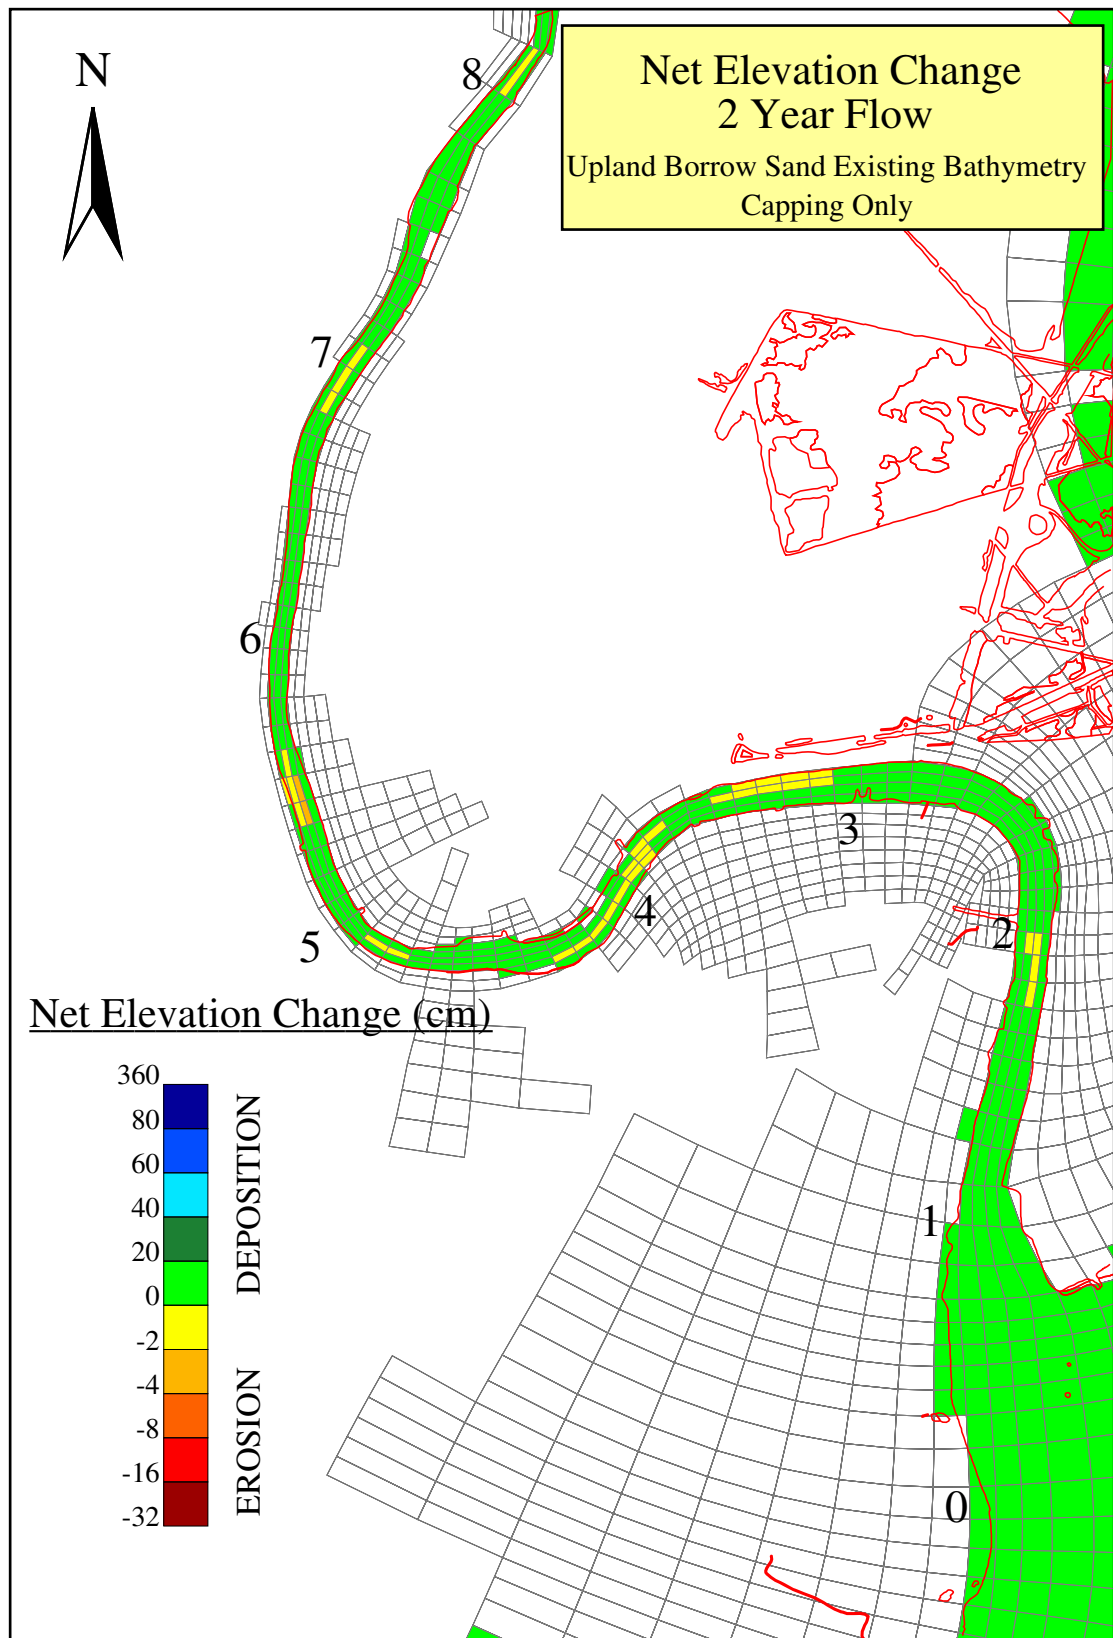 N
Net Elevation Change
2 Year Flow
Upland Borrow Sand Existing Bathymetry
Capping Only
8
7
6
5
4
3
2
1
0
Net Elevation Change (cm)
360
80
60
40
20
0
-2
-4
-8
-16
-32
DEPOSITION
EROSION